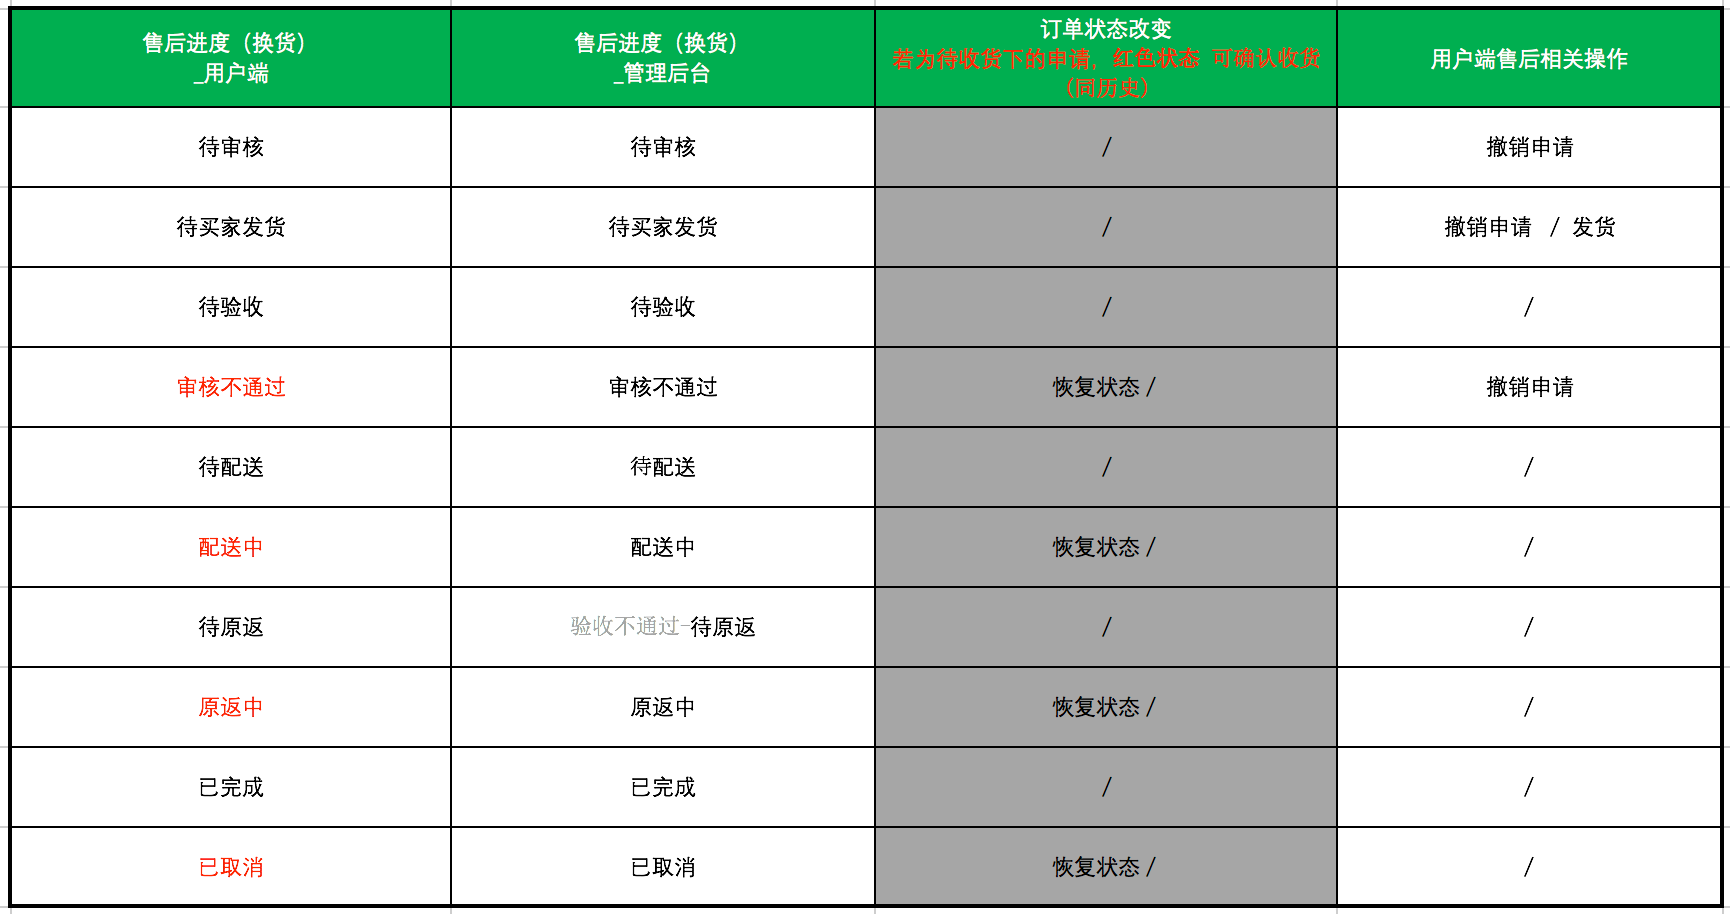 售后进度（换货）
_用户端
售后进度（换货）
_管理后台
订单状态改变
若为待收货下的申请，红色状态 可确认收货
（同历史）
用户端售后相关操作
待审核
待审核
/
撤销申请
待买家发货
待买家发货
/
撤销申请 / 发货
待验收
待验收
/
/
审核不通过
审核不通过
恢复状态 /
撤销申请
待配送
待配送
/
/
配送中
配送中
恢复状态 /
/
待原返
验收不通过-待原返
/
/
原返中
原返中
恢复状态 /
/
已完成
已完成
/
/
已取消
已取消
恢复状态 /
/